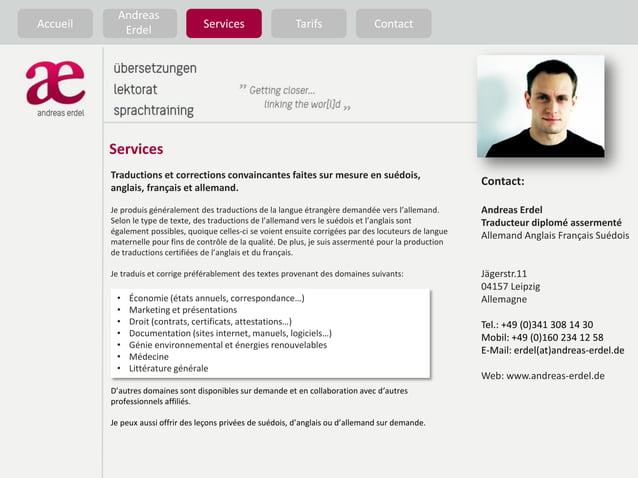 Accueil
Andreas
Erdel
Services
Tarifs
Contact
æ
andreas erdel
übersetzungen
lektorat
sprachtraining
” Getting closer...
linking the wor[l]d „
Services
Traductions et corrections convaincantes faites sur mesure en suédois,
anglais, français et allemand.
Je produis généralement des traductions de la langue étrangère demandée vers l’allemand.
Selon le type de texte, des traductions de l’allemand vers le suédois et l’anglais sont
également possibles, quoique celles-ci se voient ensuite corrigées par des locuteurs de langue
maternelle pour fins de contrôle de la qualité. De plus, je suis assermenté pour la production
de traductions certifiées de l’anglais et du français.
Je traduis et corrige préférablement des textes provenant des domaines suivants:
• Économie (états annuels, correspondance…)
• Marketing et présentations
• Droit (contrats, certificats, attestations…)
• Documentation (sites internet, manuels, logiciels…)
• Génie environnemental et énergies renouvelables
• Médecine
• Littérature générale
D’autres domaines sont disponibles sur demande et en collaboration avec d‘autres
professionnels affiliés.
Je peux aussi offrir des leçons privées de suédois, d’anglais ou d’allemand sur demande.
Contact:
Andreas Erdel
Traducteur diplomé assermenté
Allemand Anglais Français Suédois
Jägerstr.11
04157 Leipzig
Allemagne
Tel.: +49 (0)341 308 14 30
Mobil: +49 (0)160 234 12 58
E-Mail: erdel(at)andreas-erdel.de
Web: www.andreas-erdel.de